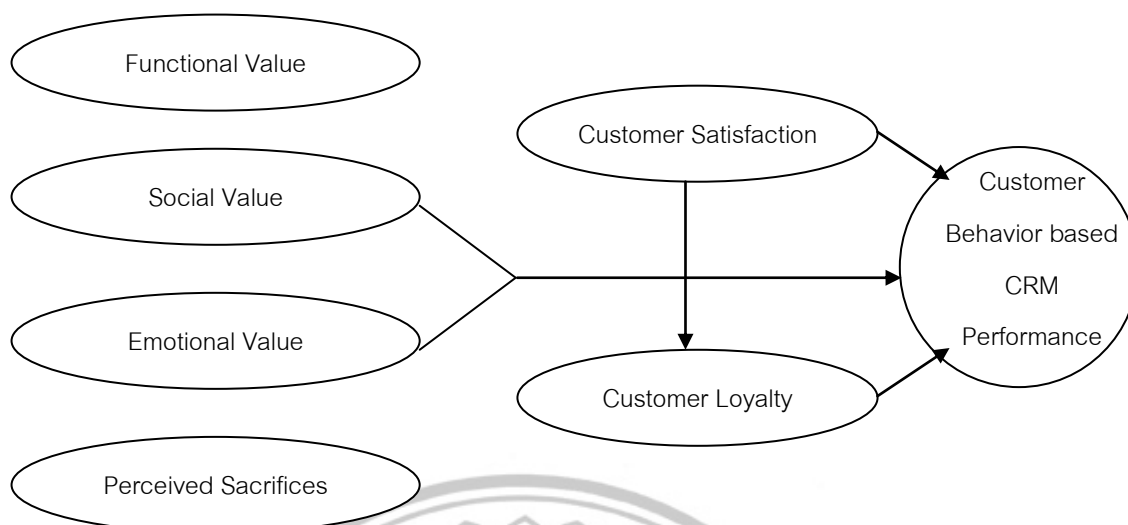 Functional Value
Social Value
Emotional Value
Perceived Sacrifices
Customer Satisfaction
Customer Loyalty
Customer
Behavior based
CRM
Performance